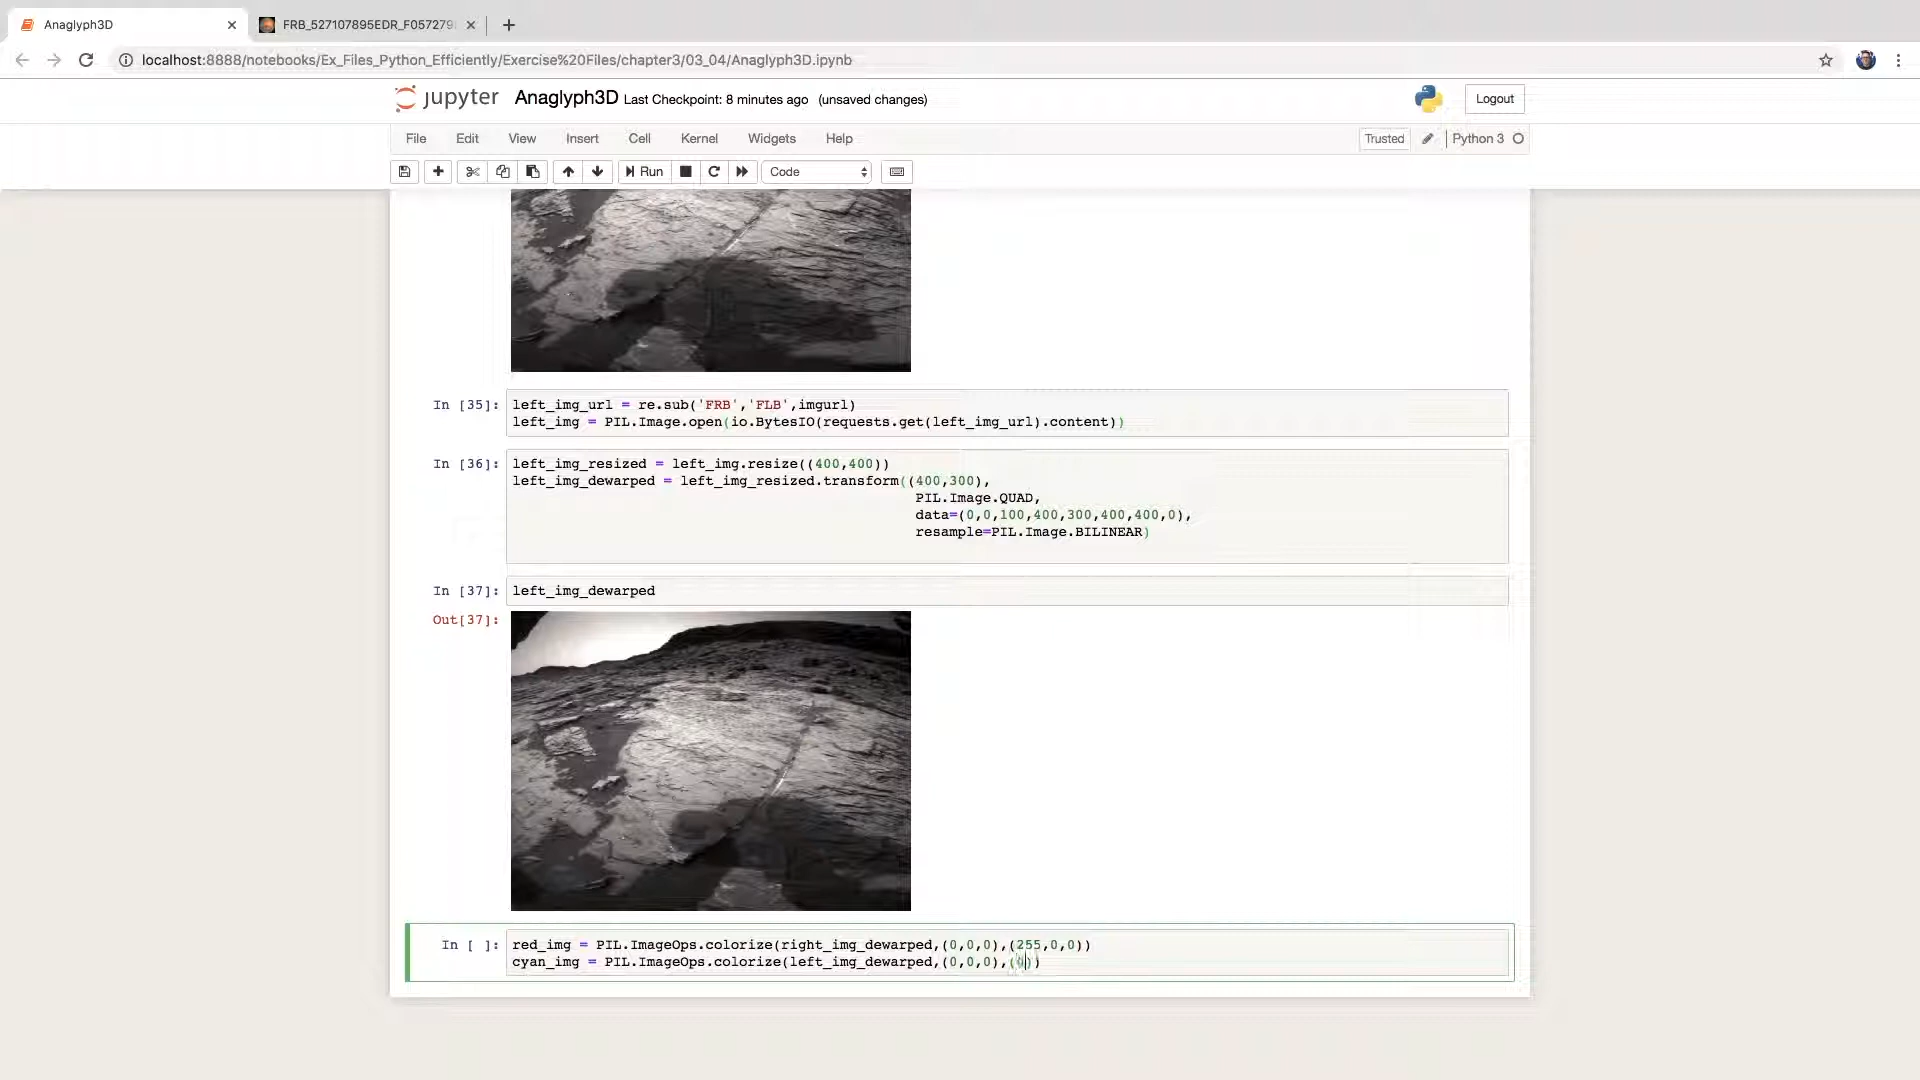 Anaglyph3D
FRB_527107895EDR_F057279
localhost:8888/notebooks/Ex_Files_Python_Efficiently/Exercise%20Files/chapter3/03_04/Anaglyph3D.ipynb
jupyter Anaglyph3D Last Checkpoint: 8 minutes ago (unsaved changes) Logout
File Edit View Insert Cell Kernel Widgets Help Trusted Python 3
Run Code
In [35]: left_img_url = re.sub('FRB','FLB',imgurl)
left_img = PIL.Image.open(io.BytesIO(requests.get(left_img_url).content))
In [36]: left_img_resized = left_img.resize((400,400))
left_img_dewarped = left_img_resized.transform((400,300),
PIL.Image.QUAD,
data=(0,0,100,400,300,400,400,0),
resample=PIL.Image.BILINEAR)
In [37]: left_img_dewarped
Out[37]:
In [ ]: red_img = PIL.ImageOps.colorize(right_img_dewarped,(0,0,0),(255,0,0))
cyan_img = PIL.ImageOps.colorize(left_img_dewarped,(0,0,0),(0))